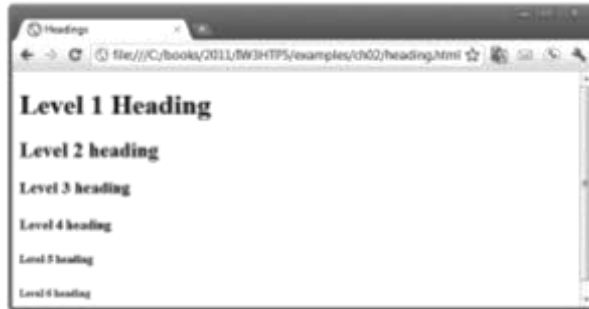 Headings
file:///C:/books/2011/IW3HTP5/examples/ch02/heading.html
Level 1 Heading
Level 2 heading
Level 3 heading
Level 4 heading
Level 5 heading
Level 6 heading